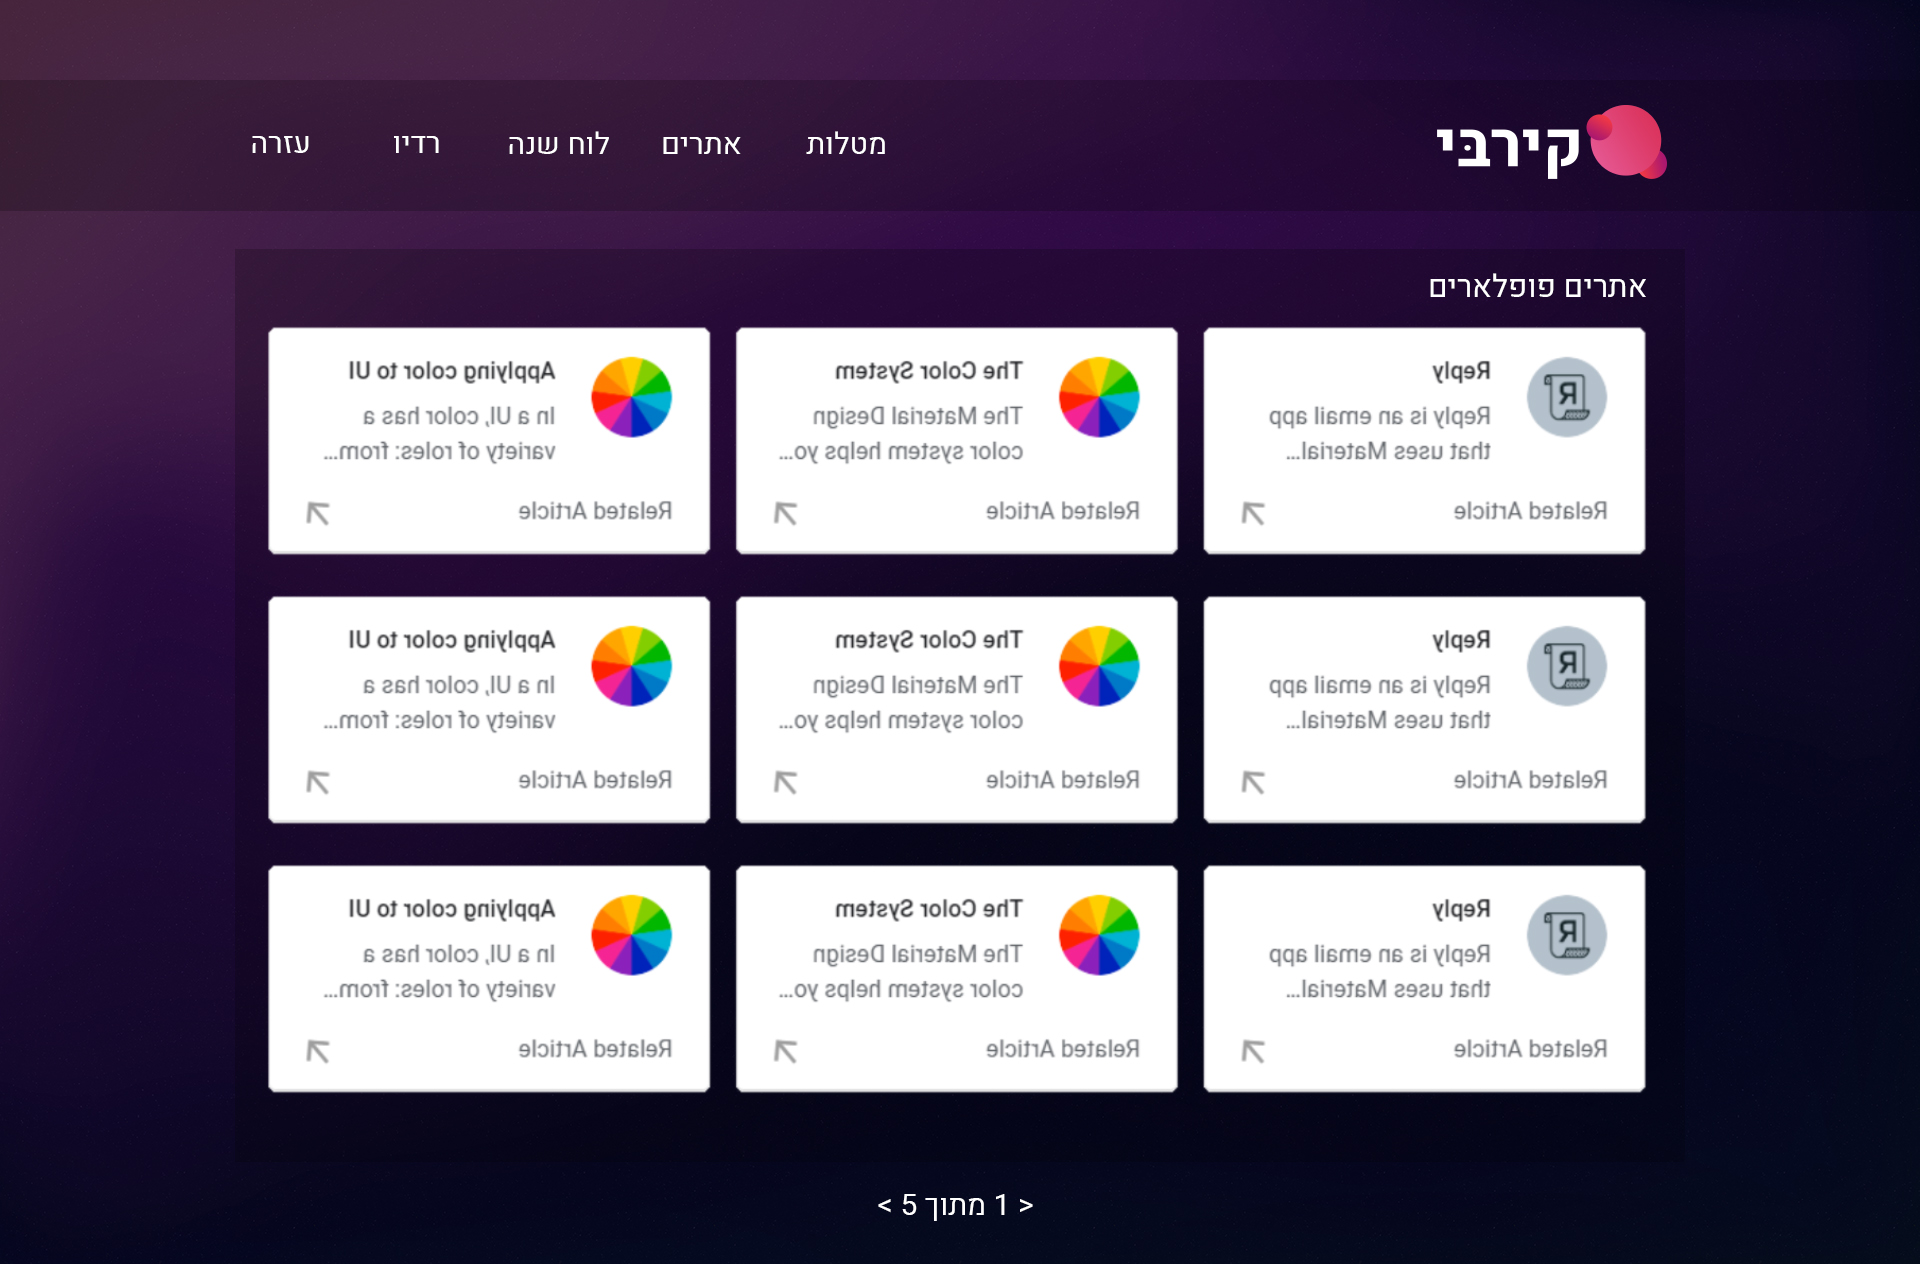 קירבּי
מטלות
אתרים
לוח שנה
רדיו
עזרה
אתרים פופלארים
Reply
Reply is an email app
that uses Material...
Related Article
The Color System
The Material Design
color system helps yo...
Related Article
Applying color to UI
In a UI, color has a
variety of roles: from...
Related Article
Reply
Reply is an email app
that uses Material...
Related Article
The Color System
The Material Design
color system helps yo...
Related Article
Applying color to UI
In a UI, color has a
variety of roles: from...
Related Article
Reply
Reply is an email app
that uses Material...
Related Article
The Color System
The Material Design
color system helps yo...
Related Article
Applying color to UI
In a UI, color has a
variety of roles: from...
Related Article
< 1 מתוך 5 >